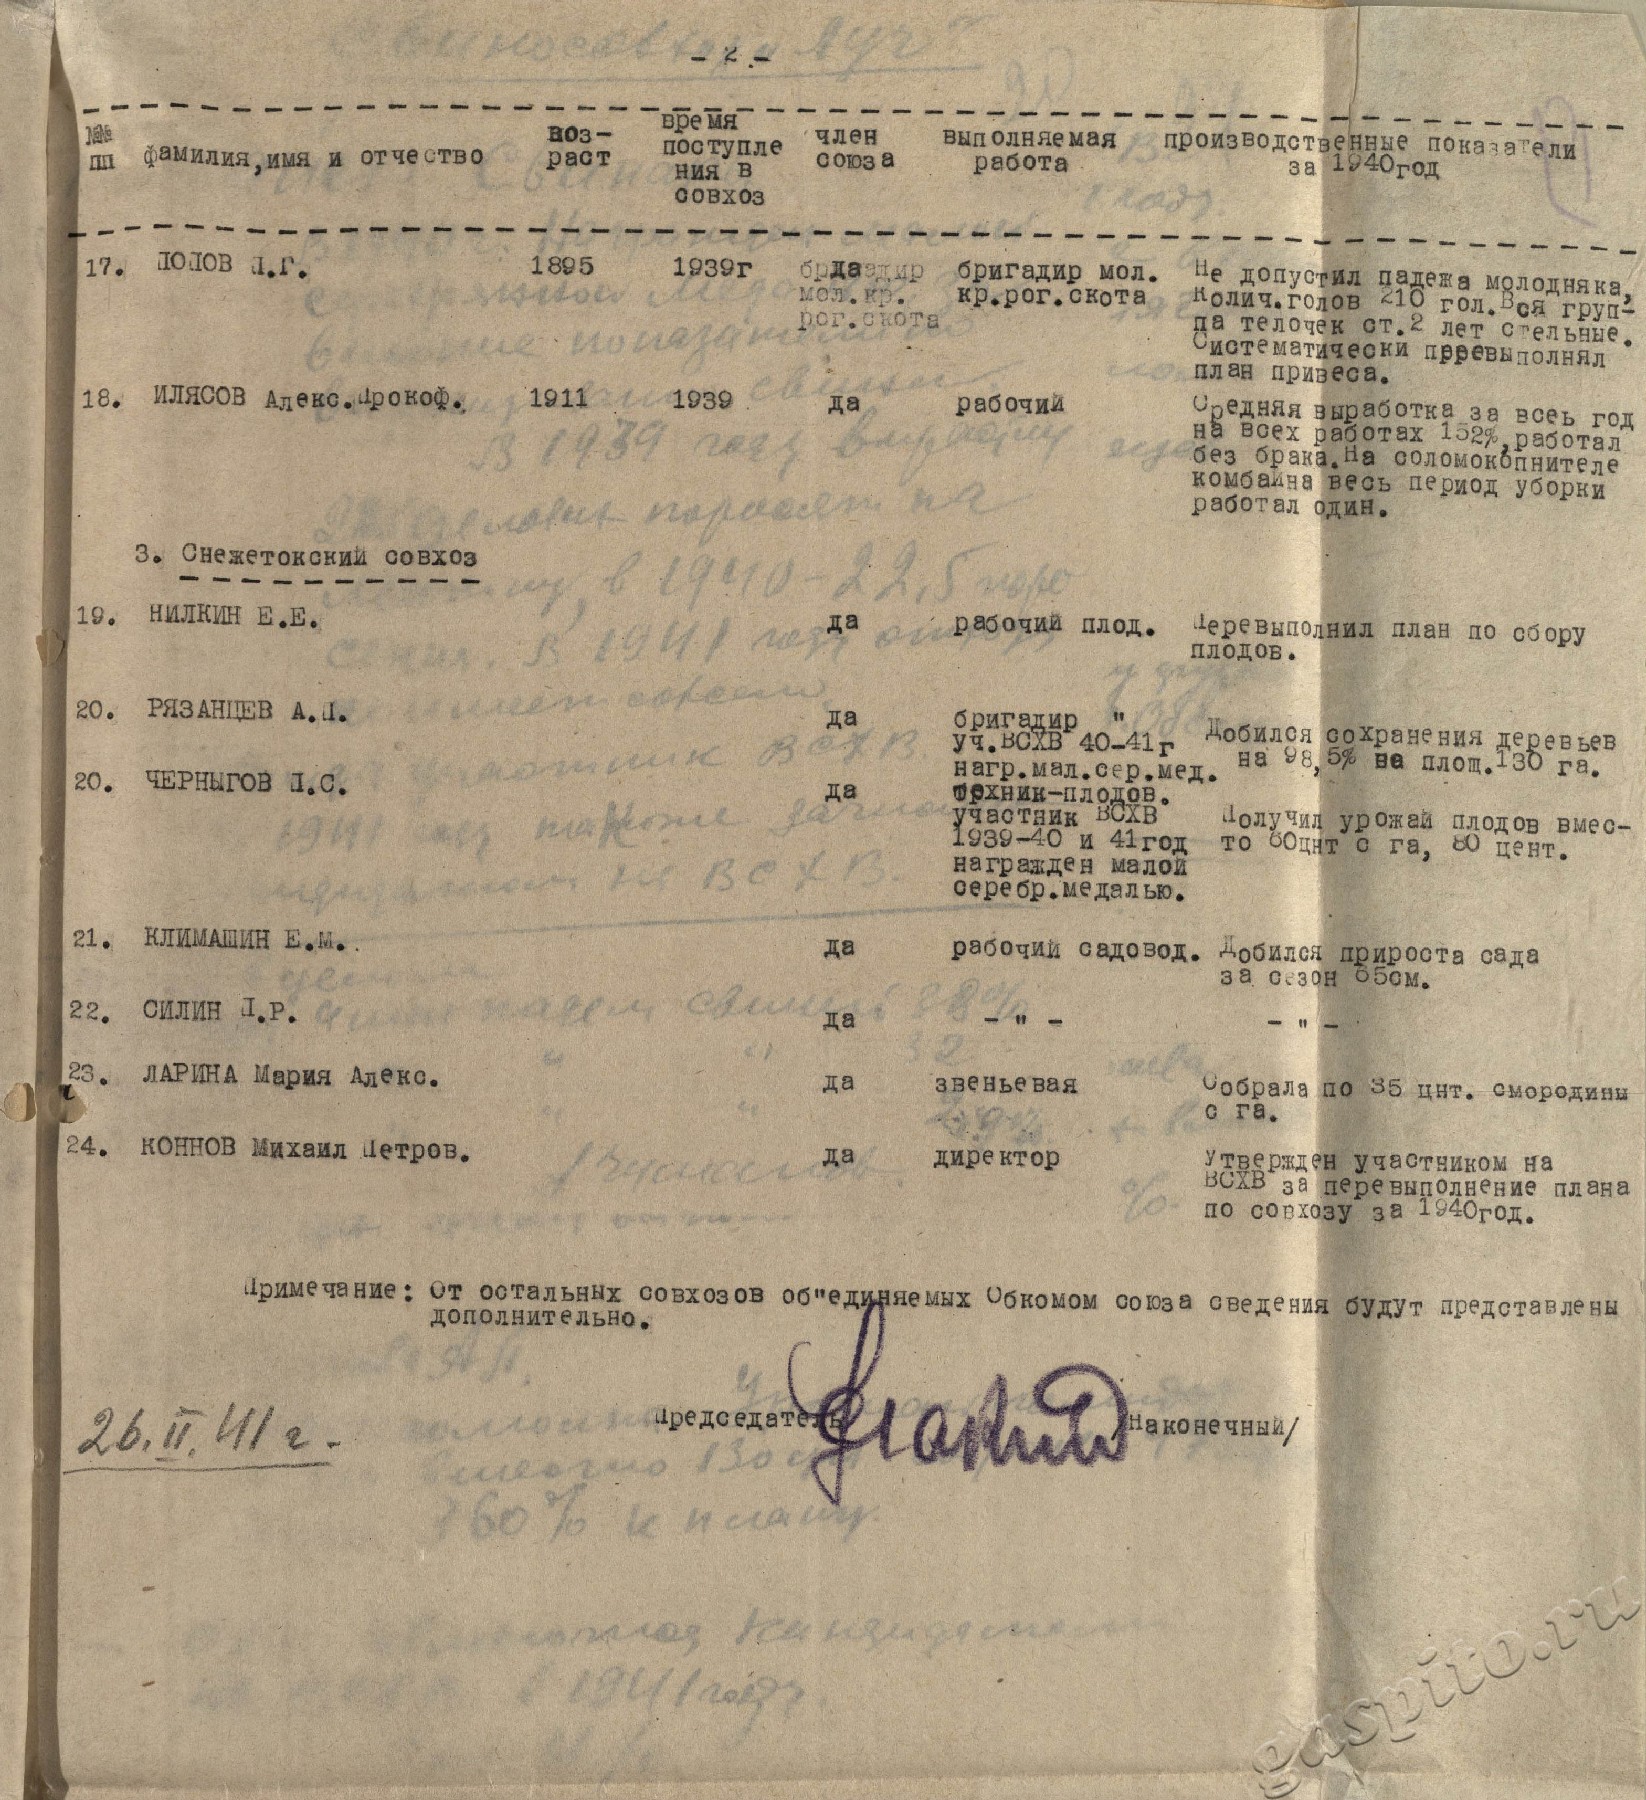 - 2 -
№№ пп фамилия,имя и отчество воз- раст время поступле ния в совхоз член союза выполняемая работа производственные показатели за 1940год
17. ПОПОВ П.Г. 1895 1939г да бригадир мол. Не допустил падежа молодняка,
мол.кр. кр.рог.скота Колич.голов 210 гол.Вся груп-
рог.скота па телочек ст.2 лет стельные.
Систематически перевыполнял
план привеса.
18. ИЛЯСОВ Алекс.Прокоф. 1911 1939 да рабочий Средняя выработка за всеь год
на всех работах 152%,работал
без брака.На соломокопнителе
комбайна весь период уборки
работал один.
3. Снежетокский совхоз
19. НИЛКИН Е.Е. да рабочий плод. Перевыполнил план по сбору
плодов.
20. РЯЗАНЦЕВ А.П. да бригадир " Добился сохранения деревьев
уч.ВСХВ 40-41г на 98,5% на площ.130 га.
нагр.мал.сер.мед.
20. ЧЕРНЫГОВ П.С. да техник-плодов.
участник ВСХВ Получил урожай плодов вмес-
1939-40 и 41год то 60цнт с га, 80 цент.
награжден малой
серебр.медалью.
21. КЛИМАШИН Е.М. да рабочий садовод. Добился прироста сада
за сезон 65см.
22. СИЛИН П.Р. да - " - - " -
23. ЛАРИНА Мария Алекс. да звеньевая Собрала по 35 цнт. смородины
с га.
24. КОННОВ Михаил Петров. да директор Утвержден участником на
ВСХВ за перевыполнение плана
по совхозу за 1940год.
Примечание: От остальных совхозов об"единяемых Обкомом союза сведения будут представлены
дополнительно.
Председатель /Наконечный/
26.II.41 г.
gaspito.ru